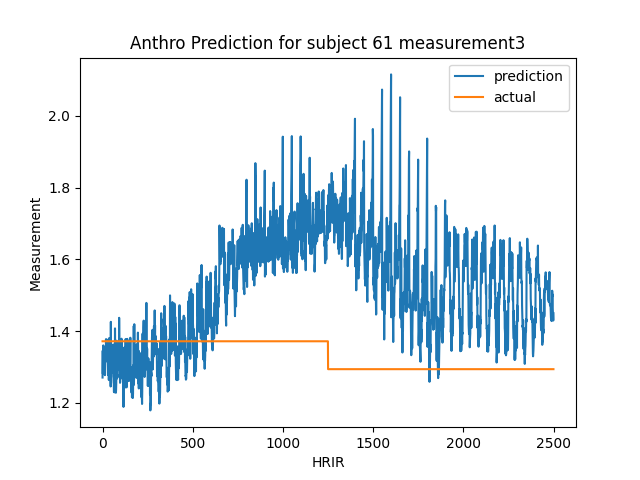 Anthro Prediction for subject 61 measurement3
prediction
actual
2.0
1.8
1.6
1.4
1.2
Measurement
0
500
1000
1500
2000
2500
HRIR